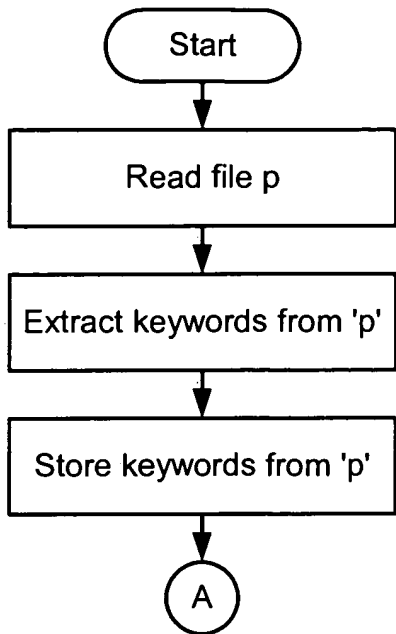 Start
Read file p
Extract keywords from 'p'
Store keywords from 'p'
A